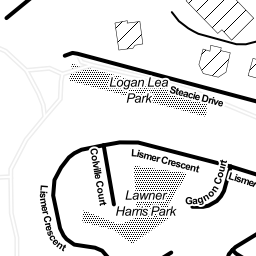 Logan Lea
Park
Steacie Drive
Lismer Crescent
Colville Court
Gagnon Court
Lismer
Lawner
Harris Park
Lismer Crescent